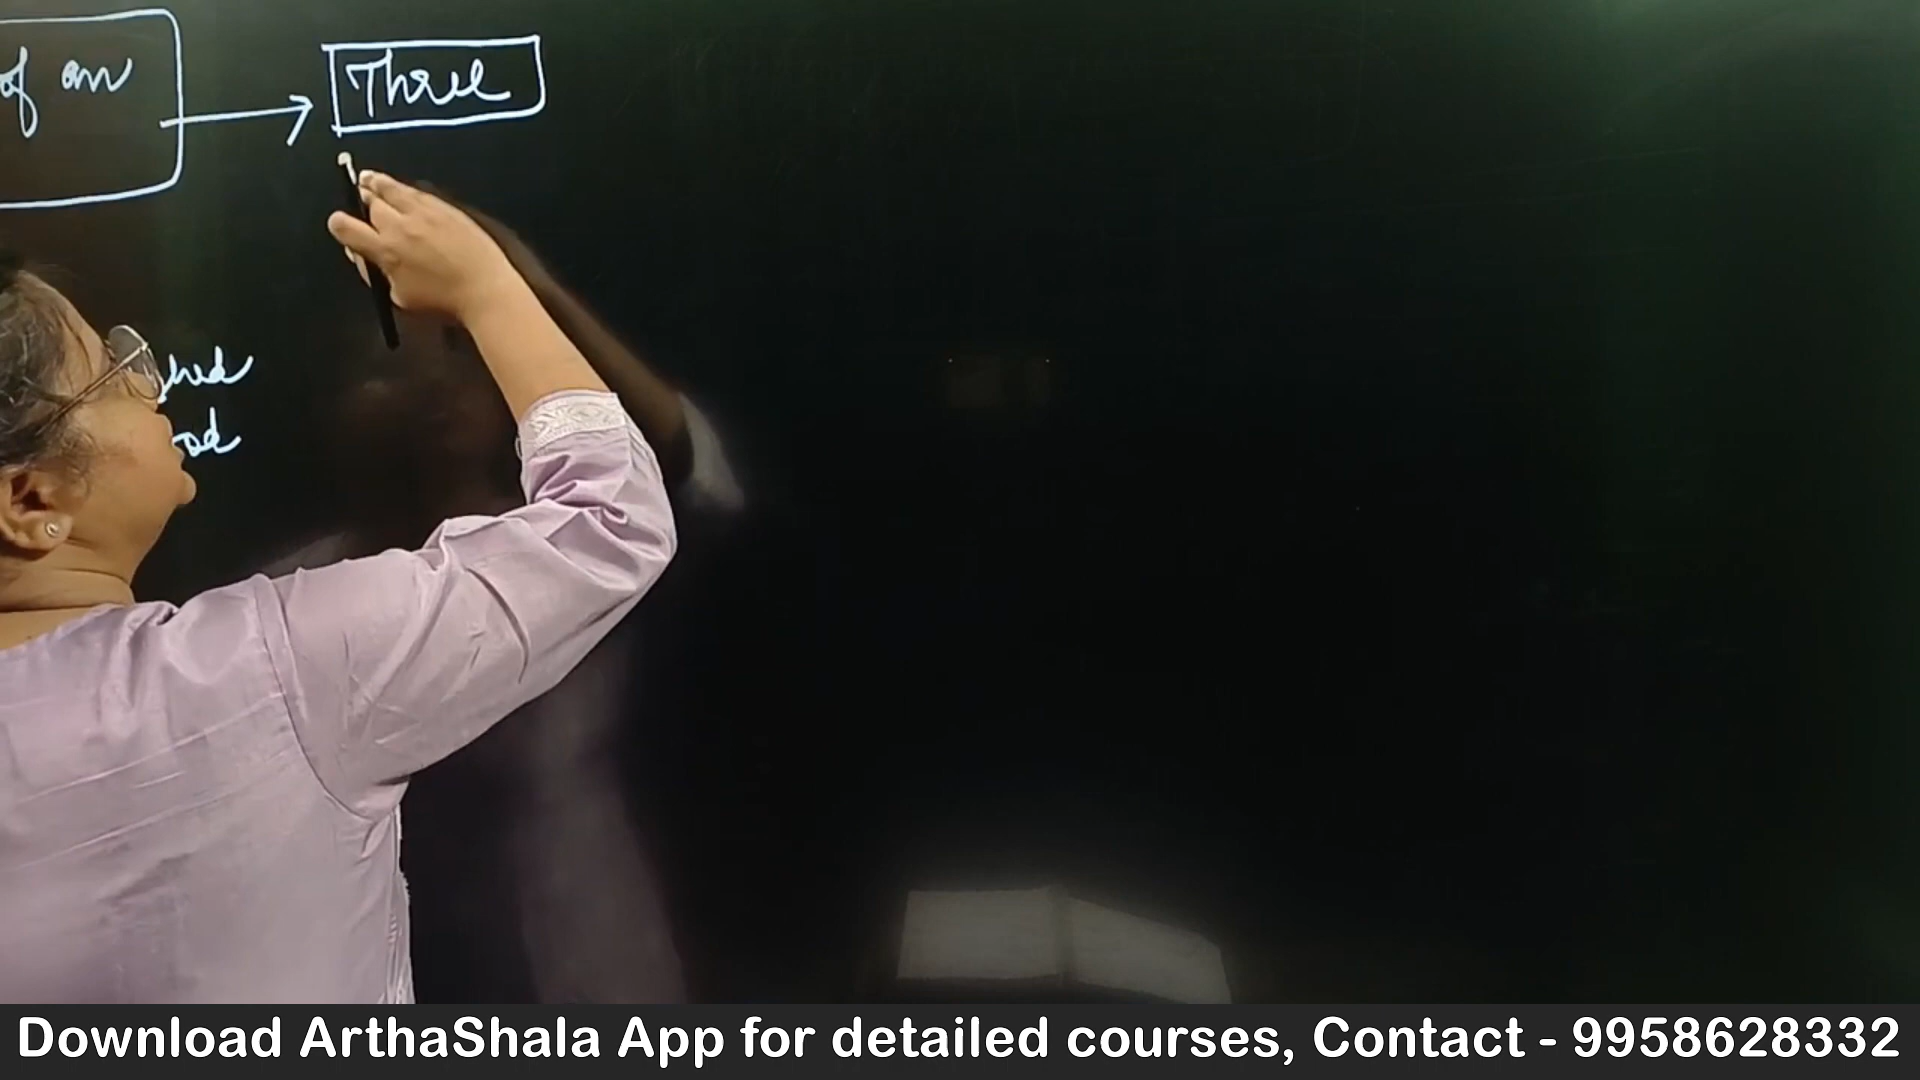 of an
Three
Download ArthaShala App for detailed courses, Contact - 9958628332